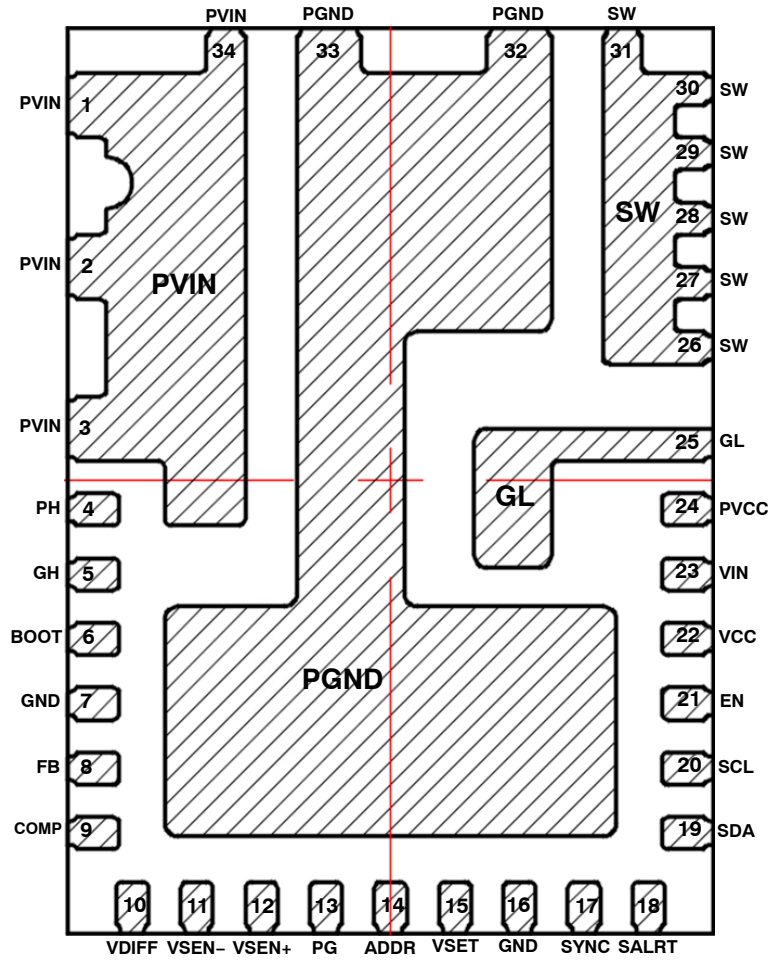 PVIN PGND PGND SW
34 33 32 31
PVIN 1 30 SW
29 SW
SW 28 SW
PVIN 2 27 SW
PVIN
26 SW
PVIN 3 25 GL
GL
PH 4 24 PVCC
GH 5 23 VIN
BOOT 6 22 VCC
PGND
GND 7 21 EN
FB 8 20 SCL
COMP 9 19 SDA
10 11 12 13 14 15 16 17 18
VDIFF VSEN− VSEN+ PG ADDR VSET GND SYNC SALRT